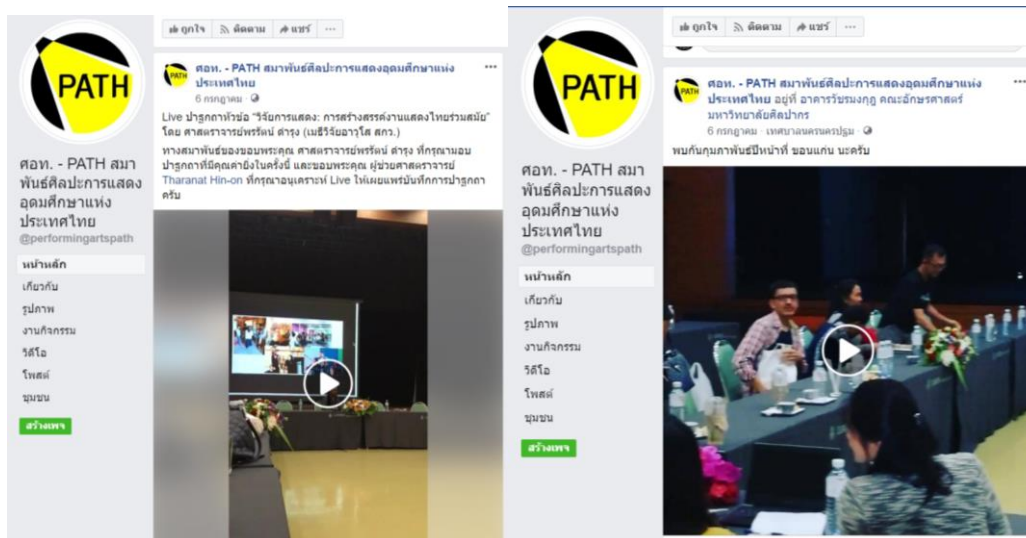 PATH
ศอท. - PATH สมา
พันธ์ศิลปะการแสดง
อุดมศึกษาแห่ง
ประเทศไทย
@performingartspath
หน้าหลัก
เกี่ยวกับ
รูปภาพ
งานกิจกรรม
วิดีโอ
โพสต์
ชุมชน
สร้างเพจ
ถูกใจ ติดตาม แชร์ ...
PATH
ศอท. - PATH สมาพันธ์ศิลปะการแสดงอุดมศึกษาแห่ง
ประเทศไทย
6 กรกฎาคม ·
Live ปาฐกถาหัวข้อ "วิจัยการแสดง: การสร้างสรรค์งานแสดงไทยร่วมสมัย"
โดย ศาสตราจารย์พรรัตน์ ดำรุง (เมธีวิจัยอาวุโส สกว.)
ทางสมาพันธ์ของขอบพระคุณ ศาสตราจารย์พรรัตน์ ดำรุง ที่กรุณามอบ
ปาฐกถาที่มีคุณค่ายิ่งในครั้งนี้ และขอบพระคุณ ผู้ช่วยศาสตราจารย์
Tharanat Hin-on ที่กรุณาอนุเคราะห์ Live ให้เผยแพร่บันทึกการปาฐกถา
ครับ
PATH
ศอท. - PATH สมา
พันธ์ศิลปะการแสดง
อุดมศึกษาแห่ง
ประเทศไทย
@performingartspath
หน้าหลัก
เกี่ยวกับ
รูปภาพ
งานกิจกรรม
วิดีโอ
โพสต์
ชุมชน
สร้างเพจ
ถูกใจ ติดตาม แชร์ ...
PATH
ศอท. - PATH สมาพันธ์ศิลปะการแสดงอุดมศึกษาแห่ง
ประเทศไทย อยู่ที่ อาคารวัชรมงกุฎ คณะอักษรศาสตร์
มหาวิทยาลัยศิลปากร
6 กรกฎาคม · เทศบาลนครนครปฐม ·
พบกันกุมภาพันธ์ปีหน้าที่ ขอนแก่น นะครับ